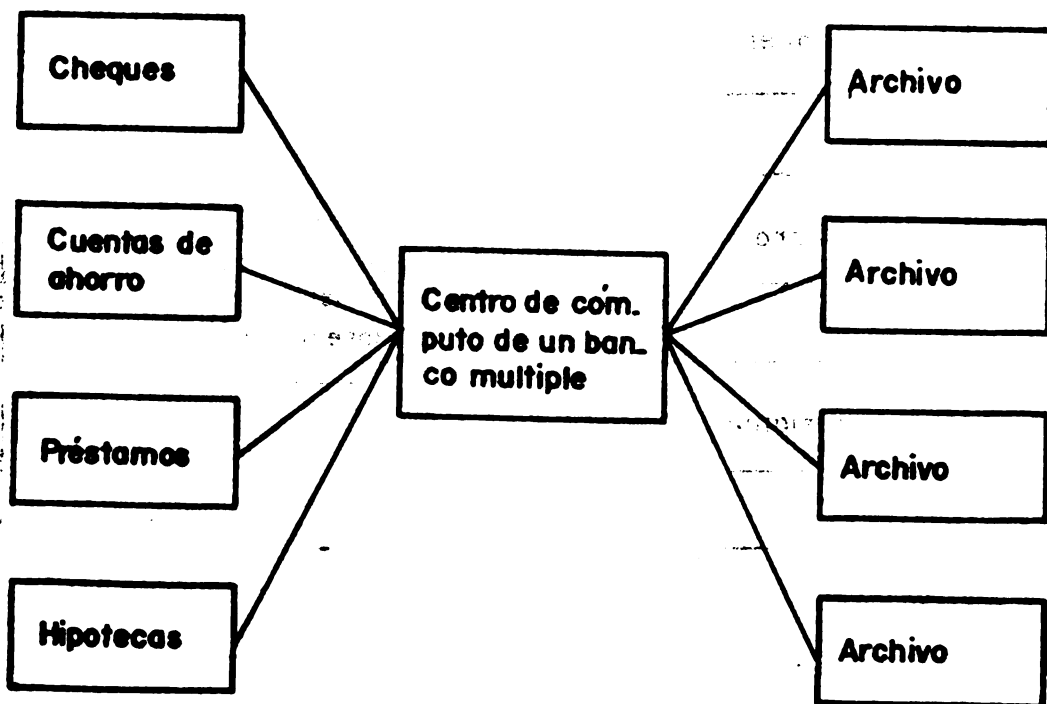 Cheques
Cuentas de
ahorro
Préstamos
Hipotecas
Centro de cóm-
puto de un ban-
co multiple
Archivo
Archivo
Archivo
Archivo